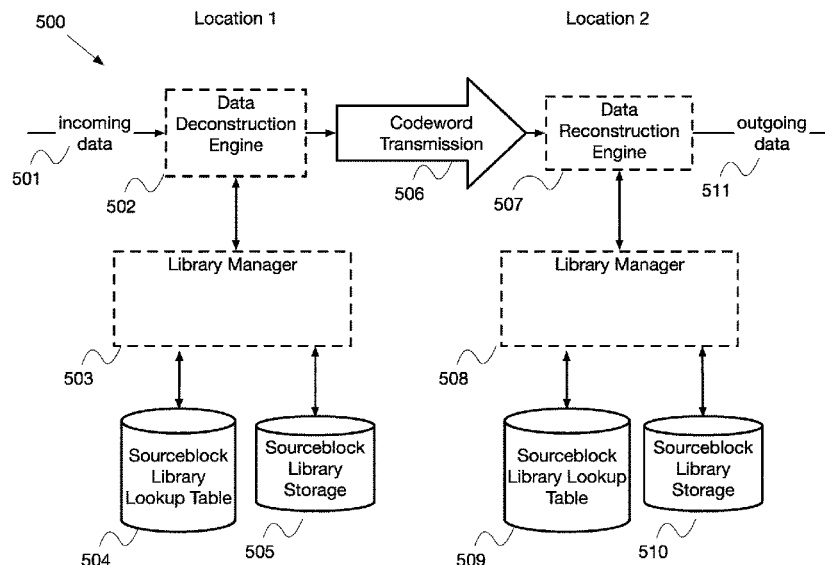 500
Location 1
Location 2
incoming
data
501
Data
Deconstruction
Engine
502
Codeword
Transmission
506
Data
Reconstruction
Engine
507
outgoing
data
511
Library Manager
503
Library Manager
508
Sourceblock
Library
Lookup Table
504
Sourceblock
Library
Storage
505
Sourceblock
Library Lookup
Table
509
Sourceblock
Library
Storage
510